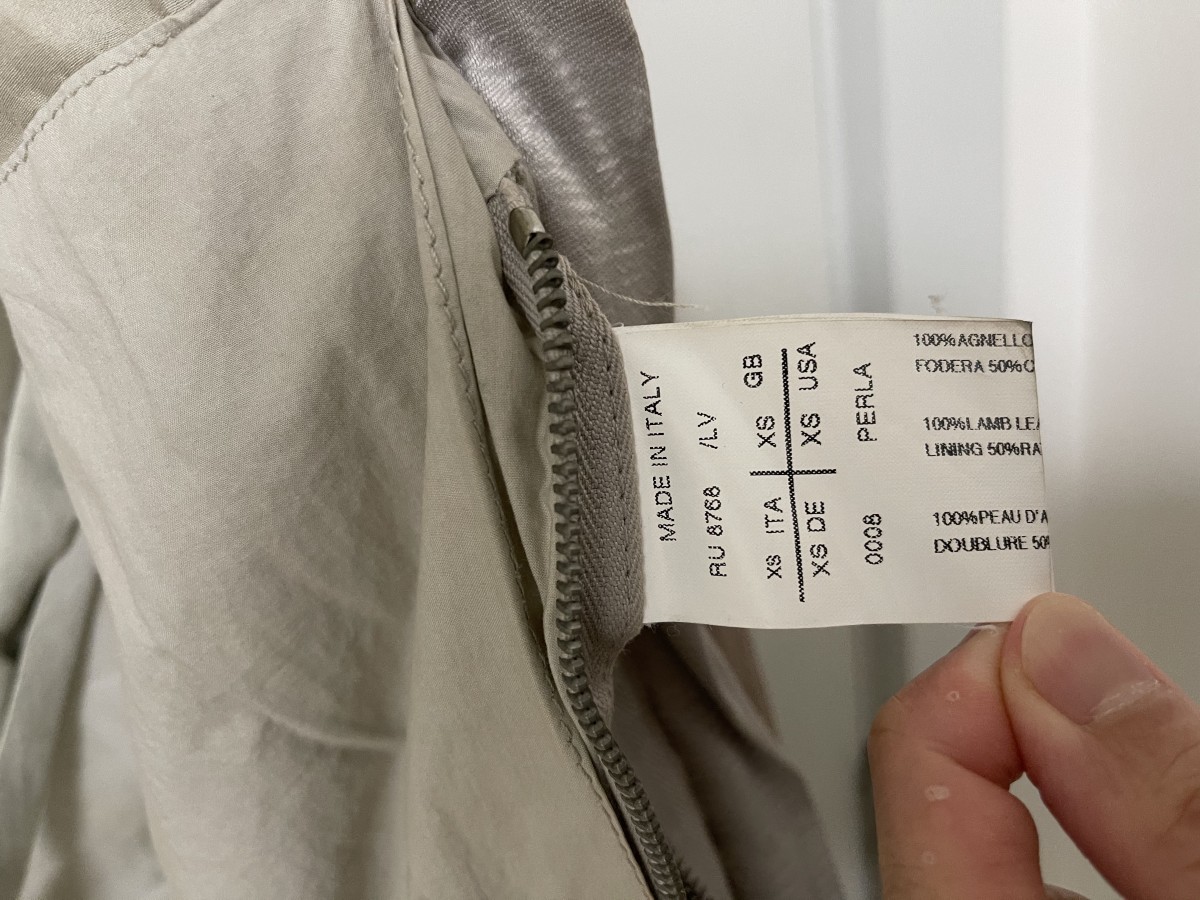 MADE IN ITALY
RU 8768 /LV
XS ITA XS GB
XS DE XS USA
0008 PERLA
100%AGNELLO
FODERA 50%C
100%LAMB LEA
LINING 50%RA
100%PEAU D'A
DOUBLURE 50%